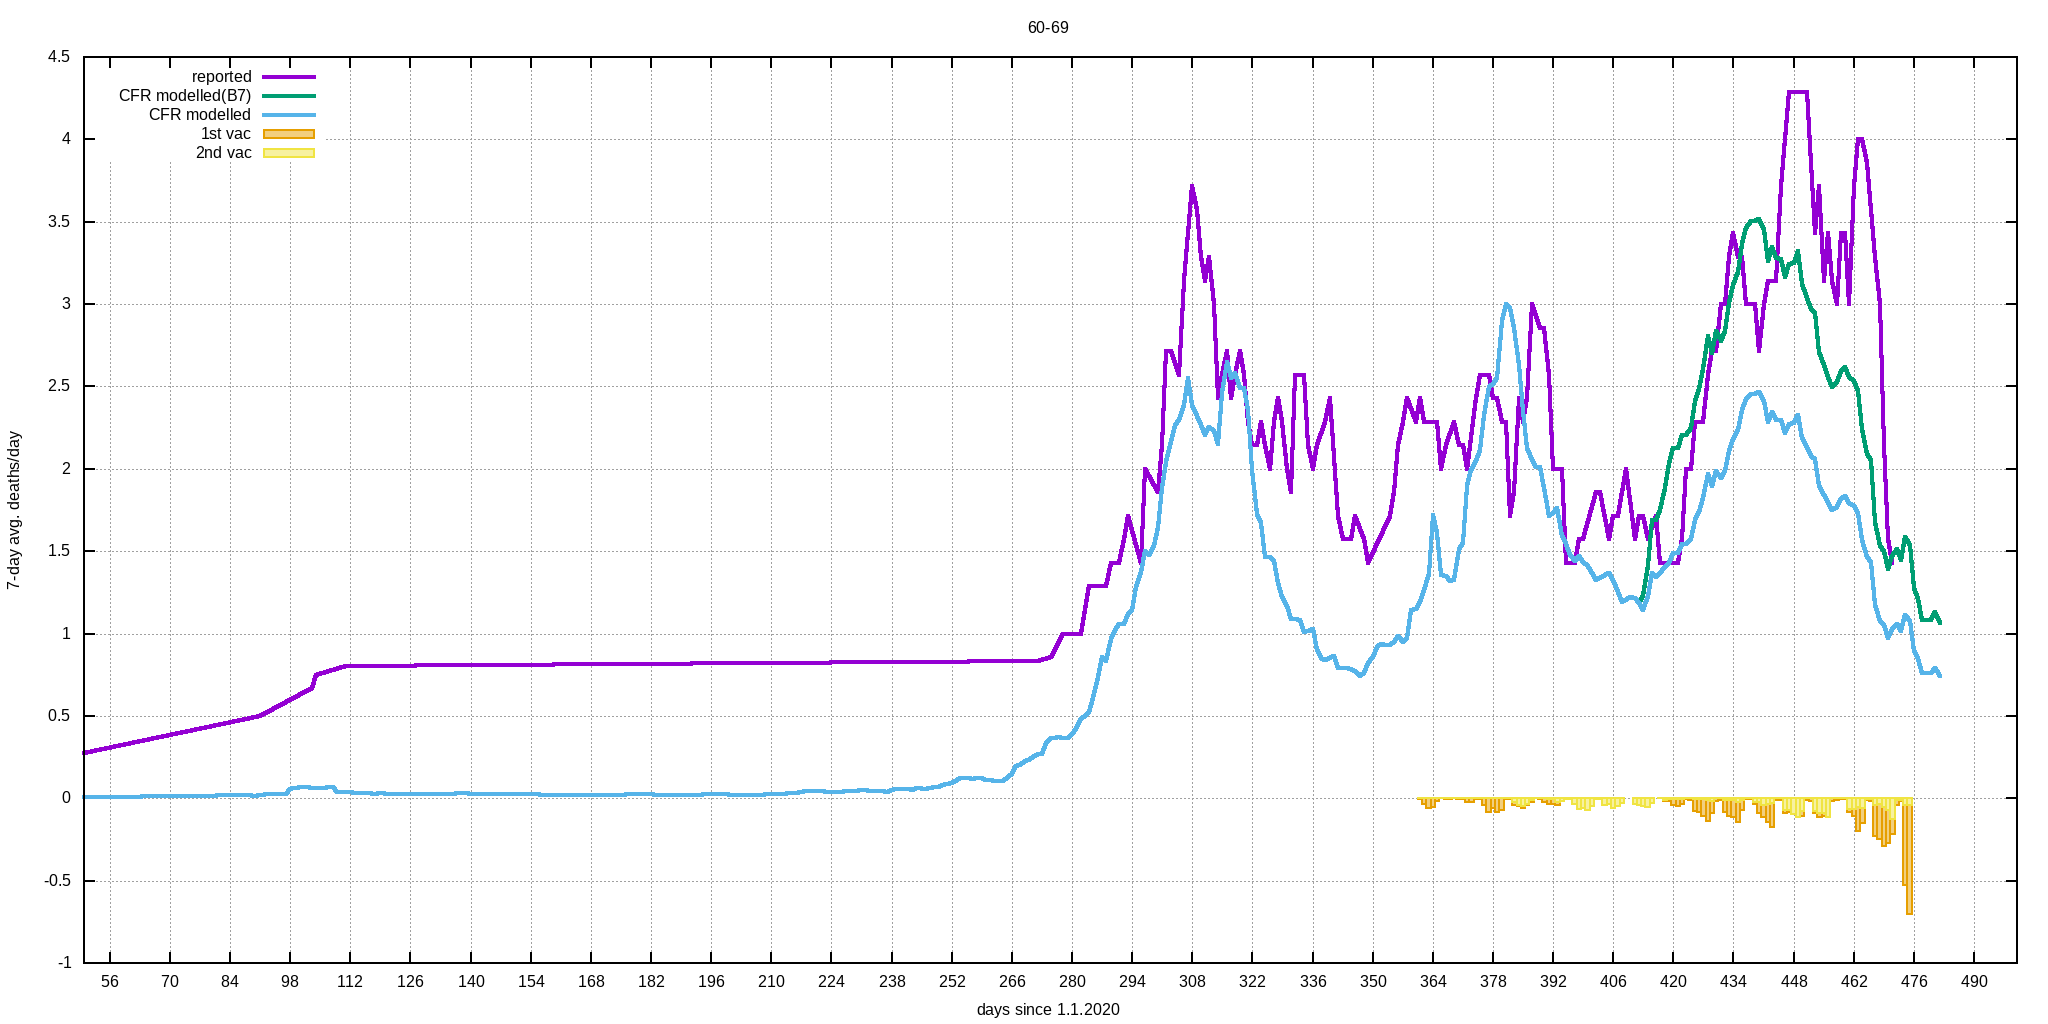 60-69
4.5
4
3.5
3
2.5
2
1.5
1
0.5
0
-0.5
-1
7-day avg. deaths/day
reported
CFR modelled(B7)
CFR modelled
1st vac
2nd vac
56 70 84 98 112 126 140 154 168 182 196 210 224 238 252 266 280 294 308 322 336 350 364 378 392 406 420 434 448 462 476 490
days since 1.1.2020